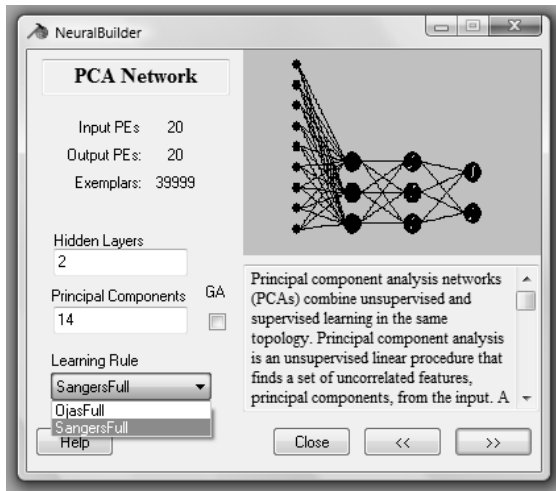 NeuralBuilder
PCA Network
Input PEs 20
Output PEs: 20
Exemplars: 39999
Hidden Layers
2
Principal Components GA
14
Learning Rule
SangersFull
OjasFull
SangersFull
Help
Principal component analysis networks
(PCAs) combine unsupervised and
supervised learning in the same
topology. Principal component analysis
is an unsupervised linear procedure that
finds a set of uncorrelated features,
principal components, from the input. A
Close << >>